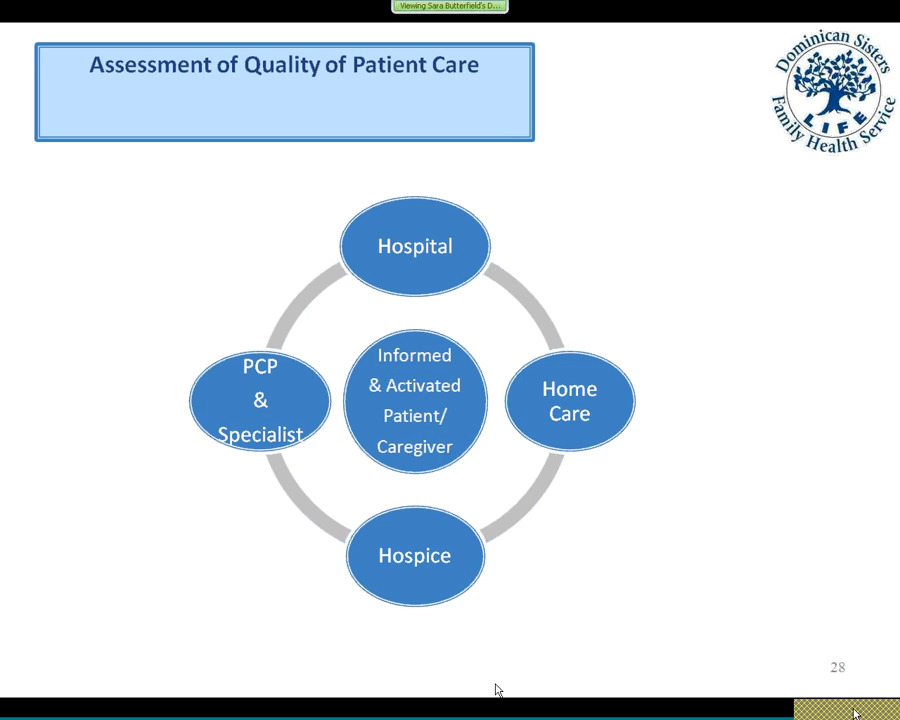 Viewing Sara Butterfield's D...
Assessment of Quality of Patient Care
Dominican Sisters
LIFE
Family Health Service
Hospital
PCP
&
Specialist
Informed
& Activated
Patient/
Caregiver
Home
Care
Hospice
28